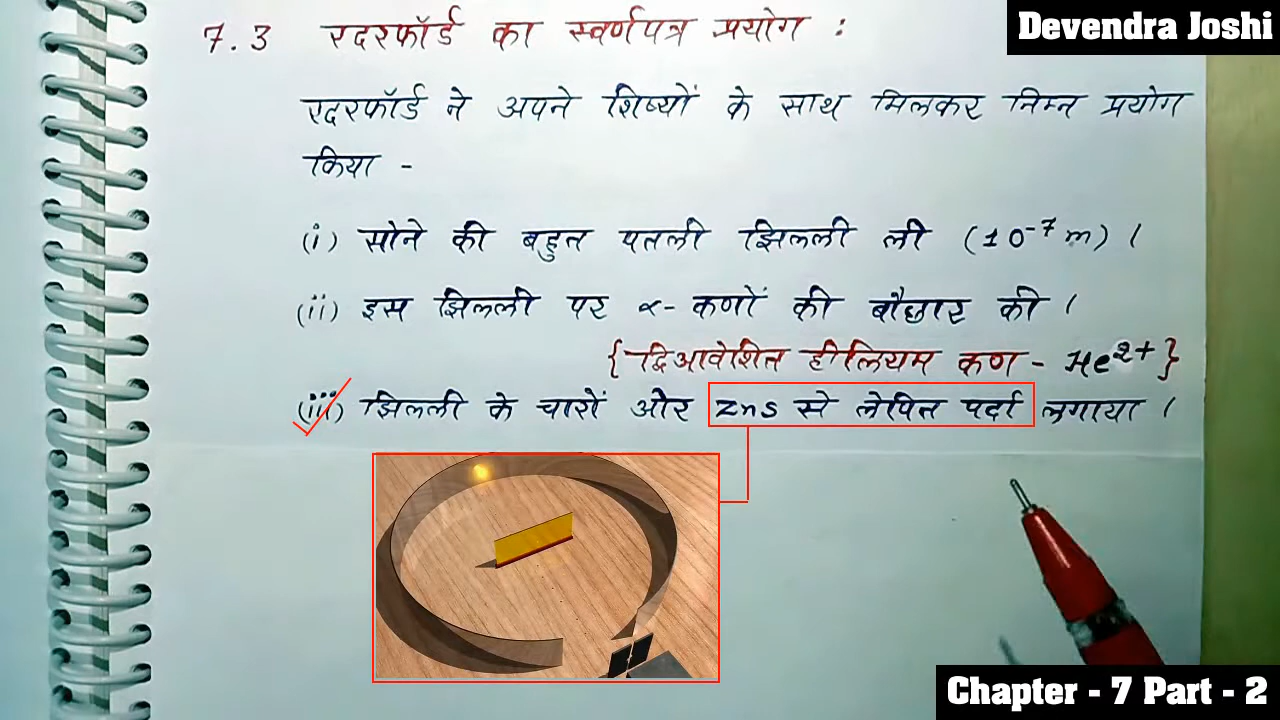 Devendra Joshi
7.3 रदरफॉर्ड का स्वर्णपत्र प्रयोग :
रदरफॉर्ड ने अपने शिष्यों के साथ मिलकर निम्न प्रयोग
किया -
(i) सोने की बहुत पतली झिल्ली ली (10⁻⁷ m) ।
(ii) इस झिल्ली पर α- कणों की बौछार की ।
{द्विआवेशित हीलियम कण - He²⁺}
(iii) झिल्ली के चारों ओर ZnS से लेपित पर्दा लगाया ।
Chapter - 7 Part - 2